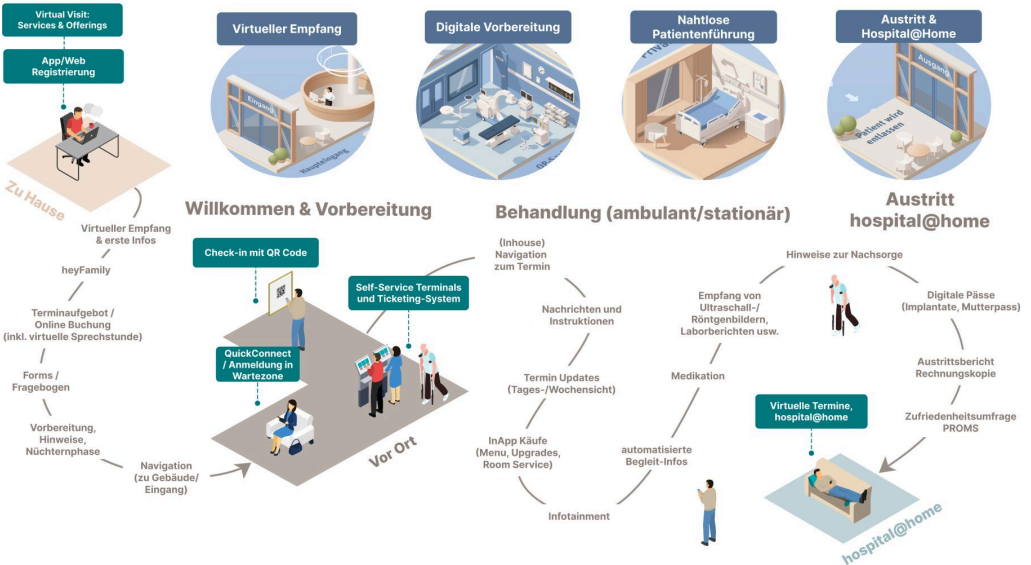 Virtual Visit:
Services & Offerings
App/Web
Registrierung
Zu Hause
Virtueller Empfang
Digitale Vorbereitung
Nahtlose
Patientenführung
Austritt &
Hospital@Home
Eingang
Haupteingang
Ausgang
Patient wird
entlassen
Willkommen & Vorbereitung
Behandlung (ambulant/stationär)
Austritt
hospital@home
Virtueller Empfang
& erste Infos
heyFamily
Terminaufgebot /
Online Buchung
(inkl. virtuelle Sprechstunde)
Forms /
Fragebogen
Vorbereitung,
Hinweise,
Nüchternphase
Navigation
(zu Gebäude/
Eingang)
Check-in mit QR Code
Self-Service Terminals
und Ticketing-System
QuickConnect
/ Anmeldung in
Wartezone
Vor Ort
(Inhouse)
Navigation
zum Termin
Nachrichten und
Instruktionen
Termin Updates
(Tages-/Wochensicht)
InApp Käufe
(Menu, Upgrades,
Room Service)
Infotainment
automatisierte
Begleit-Infos
Medikation
Empfang von
Ultraschall-/
Röntgenbildern,
Laborberichten usw.
Hinweise zur Nachsorge
Digitale Pässe
(Implantate, Mutterpass)
Austrittsbericht
Rechnungskopie
Zufriedenheitsumfrage
PROMS
Virtuelle Termine,
hospital@home
hospital@home